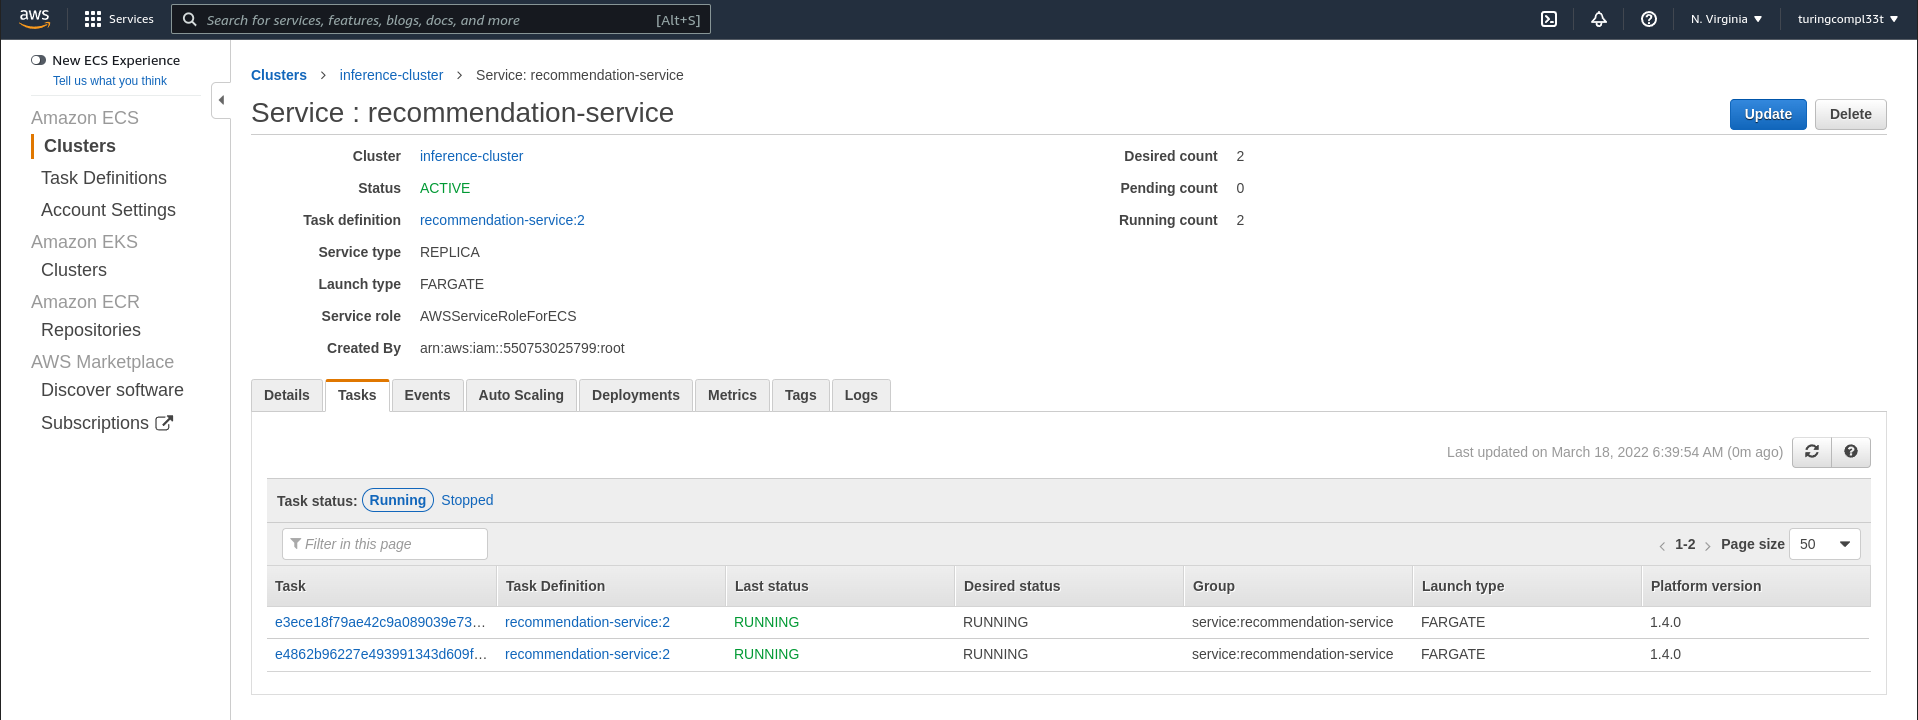 aws Services Search for services, features, blogs, docs, and more [Alt+S] N. Virginia turingcompl33t
New ECS Experience
Tell us what you think
Amazon ECS
Clusters
Task Definitions
Account Settings
Amazon EKS
Clusters
Amazon ECR
Repositories
AWS Marketplace
Discover software
Subscriptions
Clusters > inference-cluster > Service: recommendation-service
Service : recommendation-service
Update Delete
Cluster inference-cluster
Status ACTIVE
Task definition recommendation-service:2
Service type REPLICA
Launch type FARGATE
Service role AWSServiceRoleForECS
Created By arn:aws:iam::550753025799:root
Desired count 2
Pending count 0
Running count 2
Details Tasks Events Auto Scaling Deployments Metrics Tags Logs
Last updated on March 18, 2022 6:39:54 AM (0m ago)
Task status: Running Stopped
Filter in this page
< 1-2 > Page size 50
Task Task Definition Last status Desired status Group Launch type Platform version
e3ece18f79ae42c9a089039e73... recommendation-service:2 RUNNING RUNNING service:recommendation-service FARGATE 1.4.0
e4862b96227e493991343d609f... recommendation-service:2 RUNNING RUNNING service:recommendation-service FARGATE 1.4.0